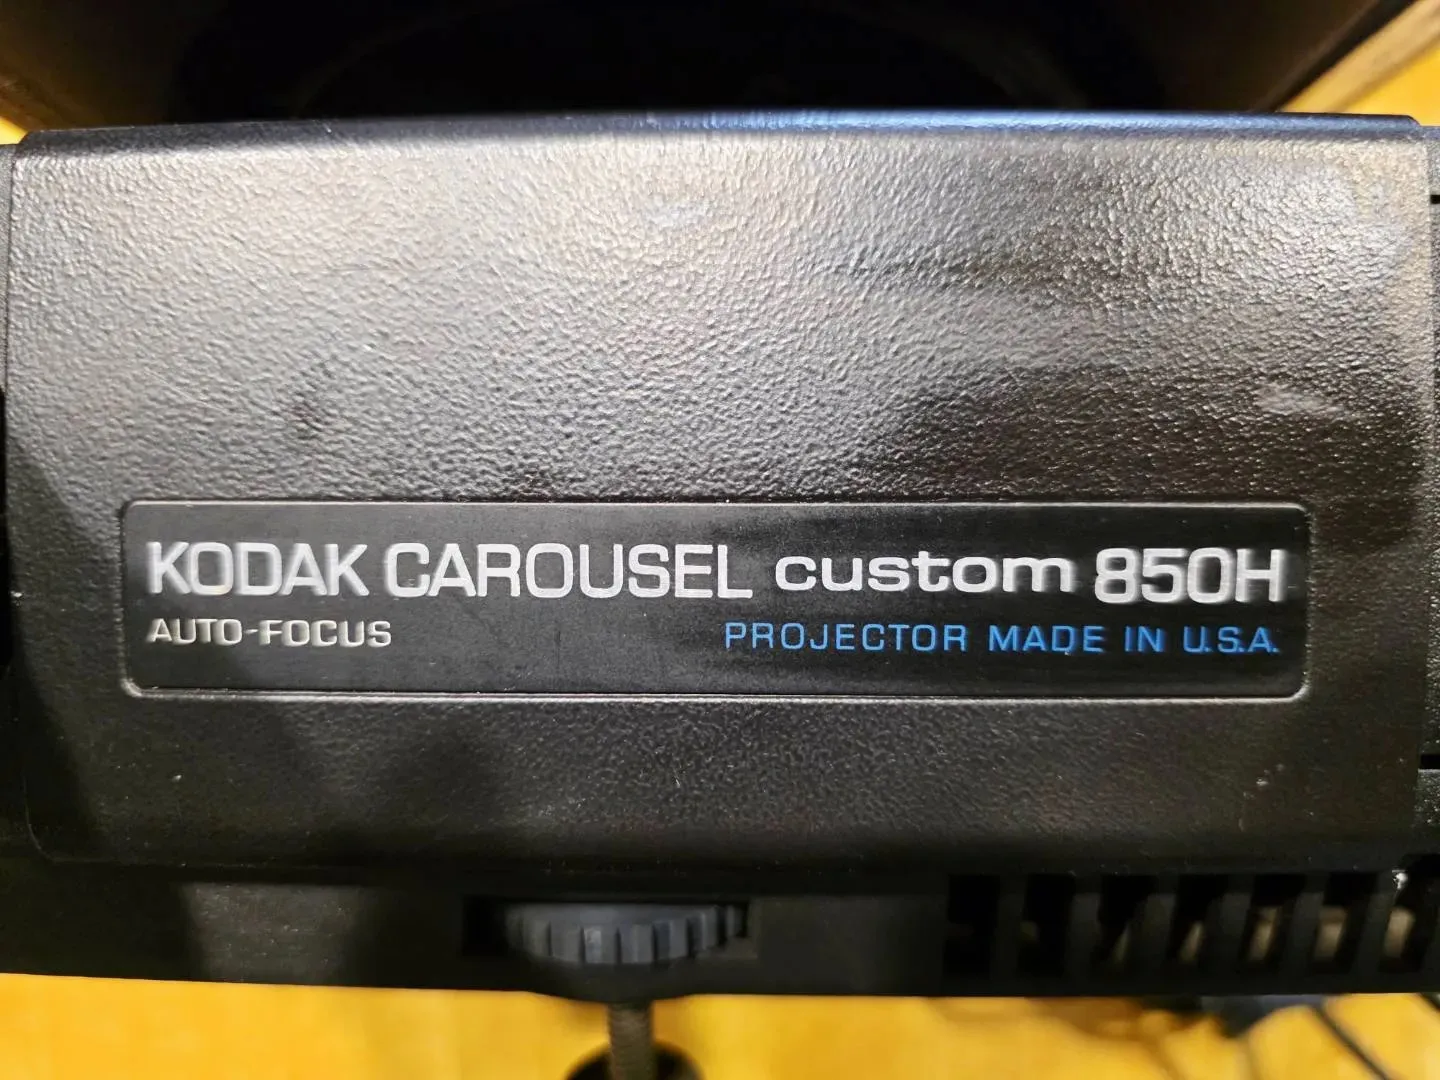 KODAK CAROUSEL custom 850H
AUTO-FOCUS PROJECTOR MADE IN U.S.A.